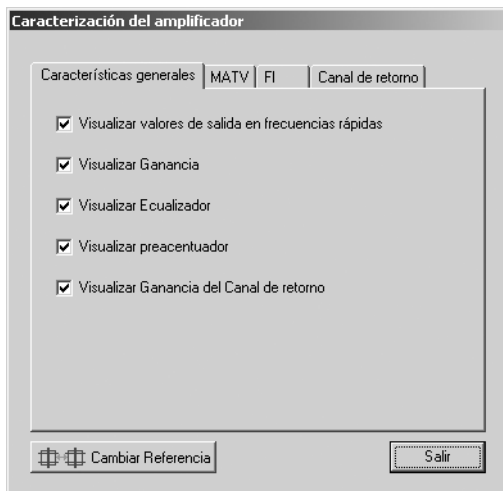 Caracterización del amplificador
Características generales MATV FI Canal de retorno
Visualizar valores de salida en frecuencias rápidas
Visualizar Ganancia
Visualizar Ecualizador
Visualizar preacentuador
Visualizar Ganancia del Canal de retorno
Cambiar Referencia Salir